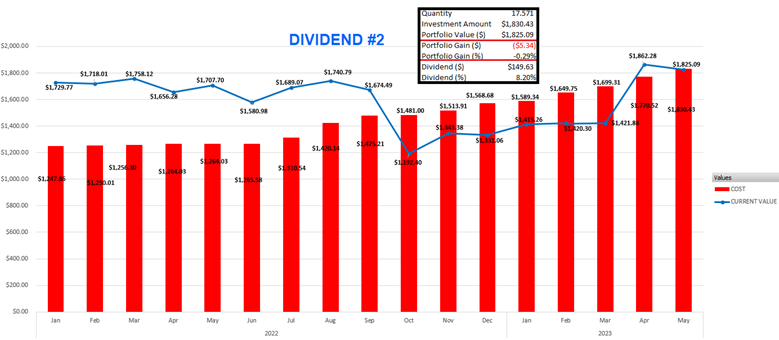 DIVIDEND #2
Quantity 17.571
Investment Amount $1,830.43
Portfolio Value ($) $1,825.09
Portfolio Gain ($) ($5.34)
Portfolio Gain (%) -0.29%
Dividend ($) $149.63
Dividend (%) 8.20%
$2,000.00
$1,800.00
$1,600.00
$1,400.00
$1,200.00
$1,000.00
$800.00
$600.00
$400.00
$200.00
$0.00
$1,729.77 $1,718.01 $1,758.12 $1,656.28 $1,707.70 $1,580.98 $1,689.07 $1,740.79 $1,674.49 $1,192.40 $1,343.38 $1,331.06 $1,415.26 $1,420.30 $1,421.88 $1,862.28 $1,825.09
$1,250.01 $1,256.30 $1,264.03 $1,264.03 $1,265.58 $1,310.54 $1,420.14 $1,475.21 $1,481.00 $1,513.91 $1,568.68 $1,589.34 $1,649.75 $1,699.31 $1,830.43
Jan Feb Mar Apr May Jun Jul Aug Sep Oct Nov Dec Jan Feb Mar Apr May
2022 2023
Values
COST
CURRENT VALUE